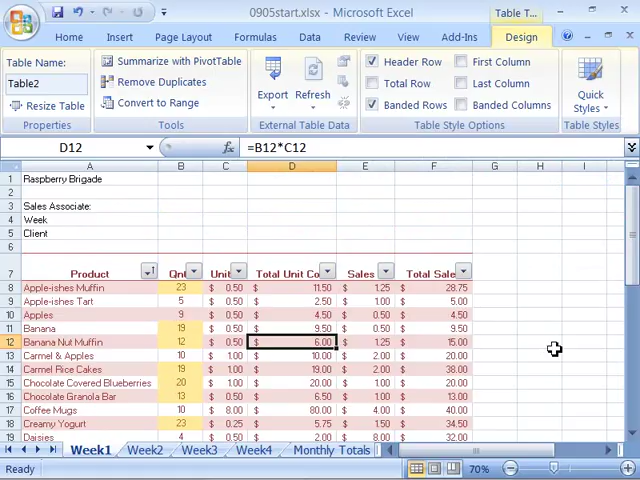 0905start.xlsx - Microsoft Excel
Table T...
Home Insert Page Layout Formulas Data Review View Add-Ins Design
Table Name:
Table2
Resize Table
Properties
Summarize with PivotTable
Remove Duplicates
Convert to Range
Tools
Export
Refresh
External Table Data
Header Row
Total Row
Banded Rows
First Column
Last Column
Banded Columns
Table Style Options
Quick
Styles
Table Styles
D12 fx =B12*C12
A B C D E F G H I
1 Raspberry Brigade
2
3 Sales Associate:
4 Week
5 Client
6
7 Product Qnt Unit Total Unit Co Sales Total Sale
8 Apple-ishes Muffin 23 $ 0.50 $ 11.50 $ 1.25 $ 28.75
9 Apple-ishes Tart 5 $ 0.50 $ 2.50 $ 1.00 $ 5.00
10 Apples 9 $ 0.50 $ 4.50 $ 0.50 $ 4.50
11 Banana 19 $ 0.50 $ 9.50 $ 0.50 $ 9.50
12 Banana Nut Muffin 12 $ 0.50 $ 6.00 $ 1.25 $ 15.00
13 Carmel & Apples 10 $ 1.00 $ 10.00 $ 2.00 $ 20.00
14 Carmel Rice Cakes 19 $ 1.00 $ 19.00 $ 2.00 $ 38.00
15 Chocolate Covered Blueberries 20 $ 1.00 $ 20.00 $ 1.00 $ 20.00
16 Chocolate Granola Bar 13 $ 0.50 $ 6.50 $ 1.00 $ 13.00
17 Coffee Mugs 10 $ 8.00 $ 80.00 $ 4.00 $ 40.00
18 Creamy Yogurt 23 $ 0.25 $ 5.75 $ 1.50 $ 34.50
19 Daisies 4 $ 0.50 $ 2.00 $ 8.00 $ 32.00
Week1 Week2 Week3 Week4 Monthly Totals
Ready 70%